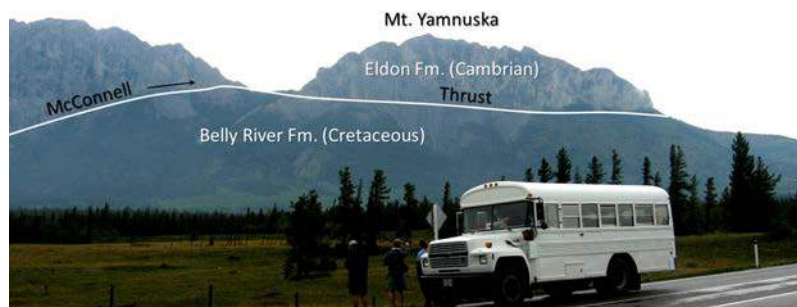 Mt. Yamnuska
Eldon Fm. (Cambrian)
McConnell
Thrust
Belly River Fm. (Cretaceous)